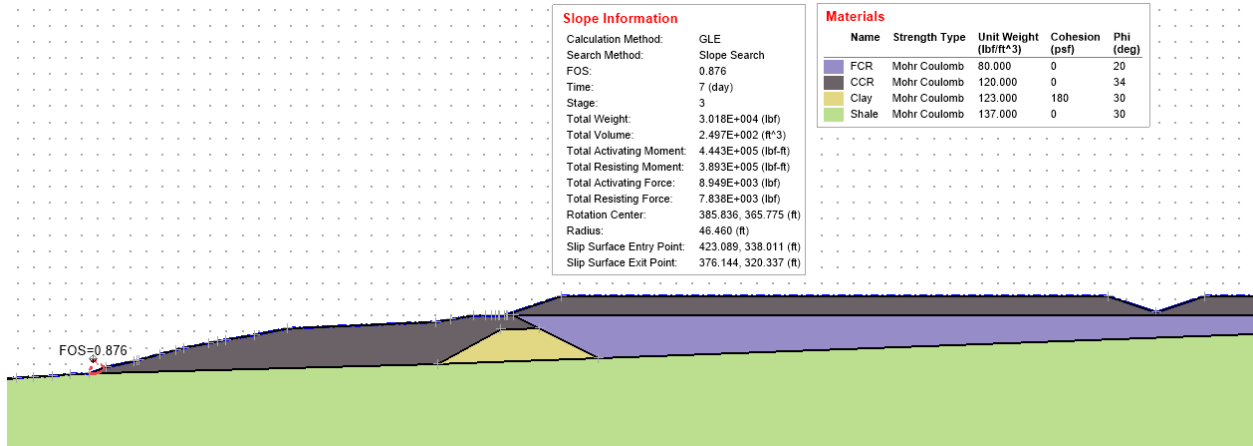 Slope Information
Calculation Method: GLE
Search Method: Slope Search
FOS: 0.876
Time: 7 (day)
Stage: 3
Total Weight: 3.018E+004 (lbf)
Total Volume: 2.497E+002 (ft^3)
Total Activating Moment: 4.443E+005 (lbf-ft)
Total Resisting Moment: 3.893E+005 (lbf-ft)
Total Activating Force: 8.949E+003 (lbf)
Total Resisting Force: 7.838E+003 (lbf)
Rotation Center: 385.836, 365.775 (ft)
Radius: 46.460 (ft)
Slip Surface Entry Point: 423.089, 338.011 (ft)
Slip Surface Exit Point: 376.144, 320.337 (ft)
Materials
Name Strength Type Unit Weight Cohesion Phi
(lbf/ft^3) (psf) (deg)
FCR Mohr Coulomb 80.000 0 20
CCR Mohr Coulomb 120.000 0 34
Clay Mohr Coulomb 123.000 180 30
Shale Mohr Coulomb 137.000 0 30
FOS=0.876